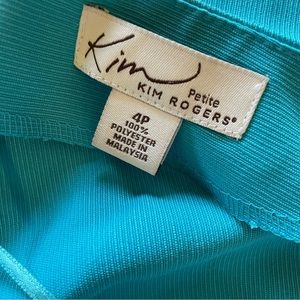 Kim
Petite
KIM ROGERS®
4P
100%
POLYESTER
MADE IN
MALAYSIA